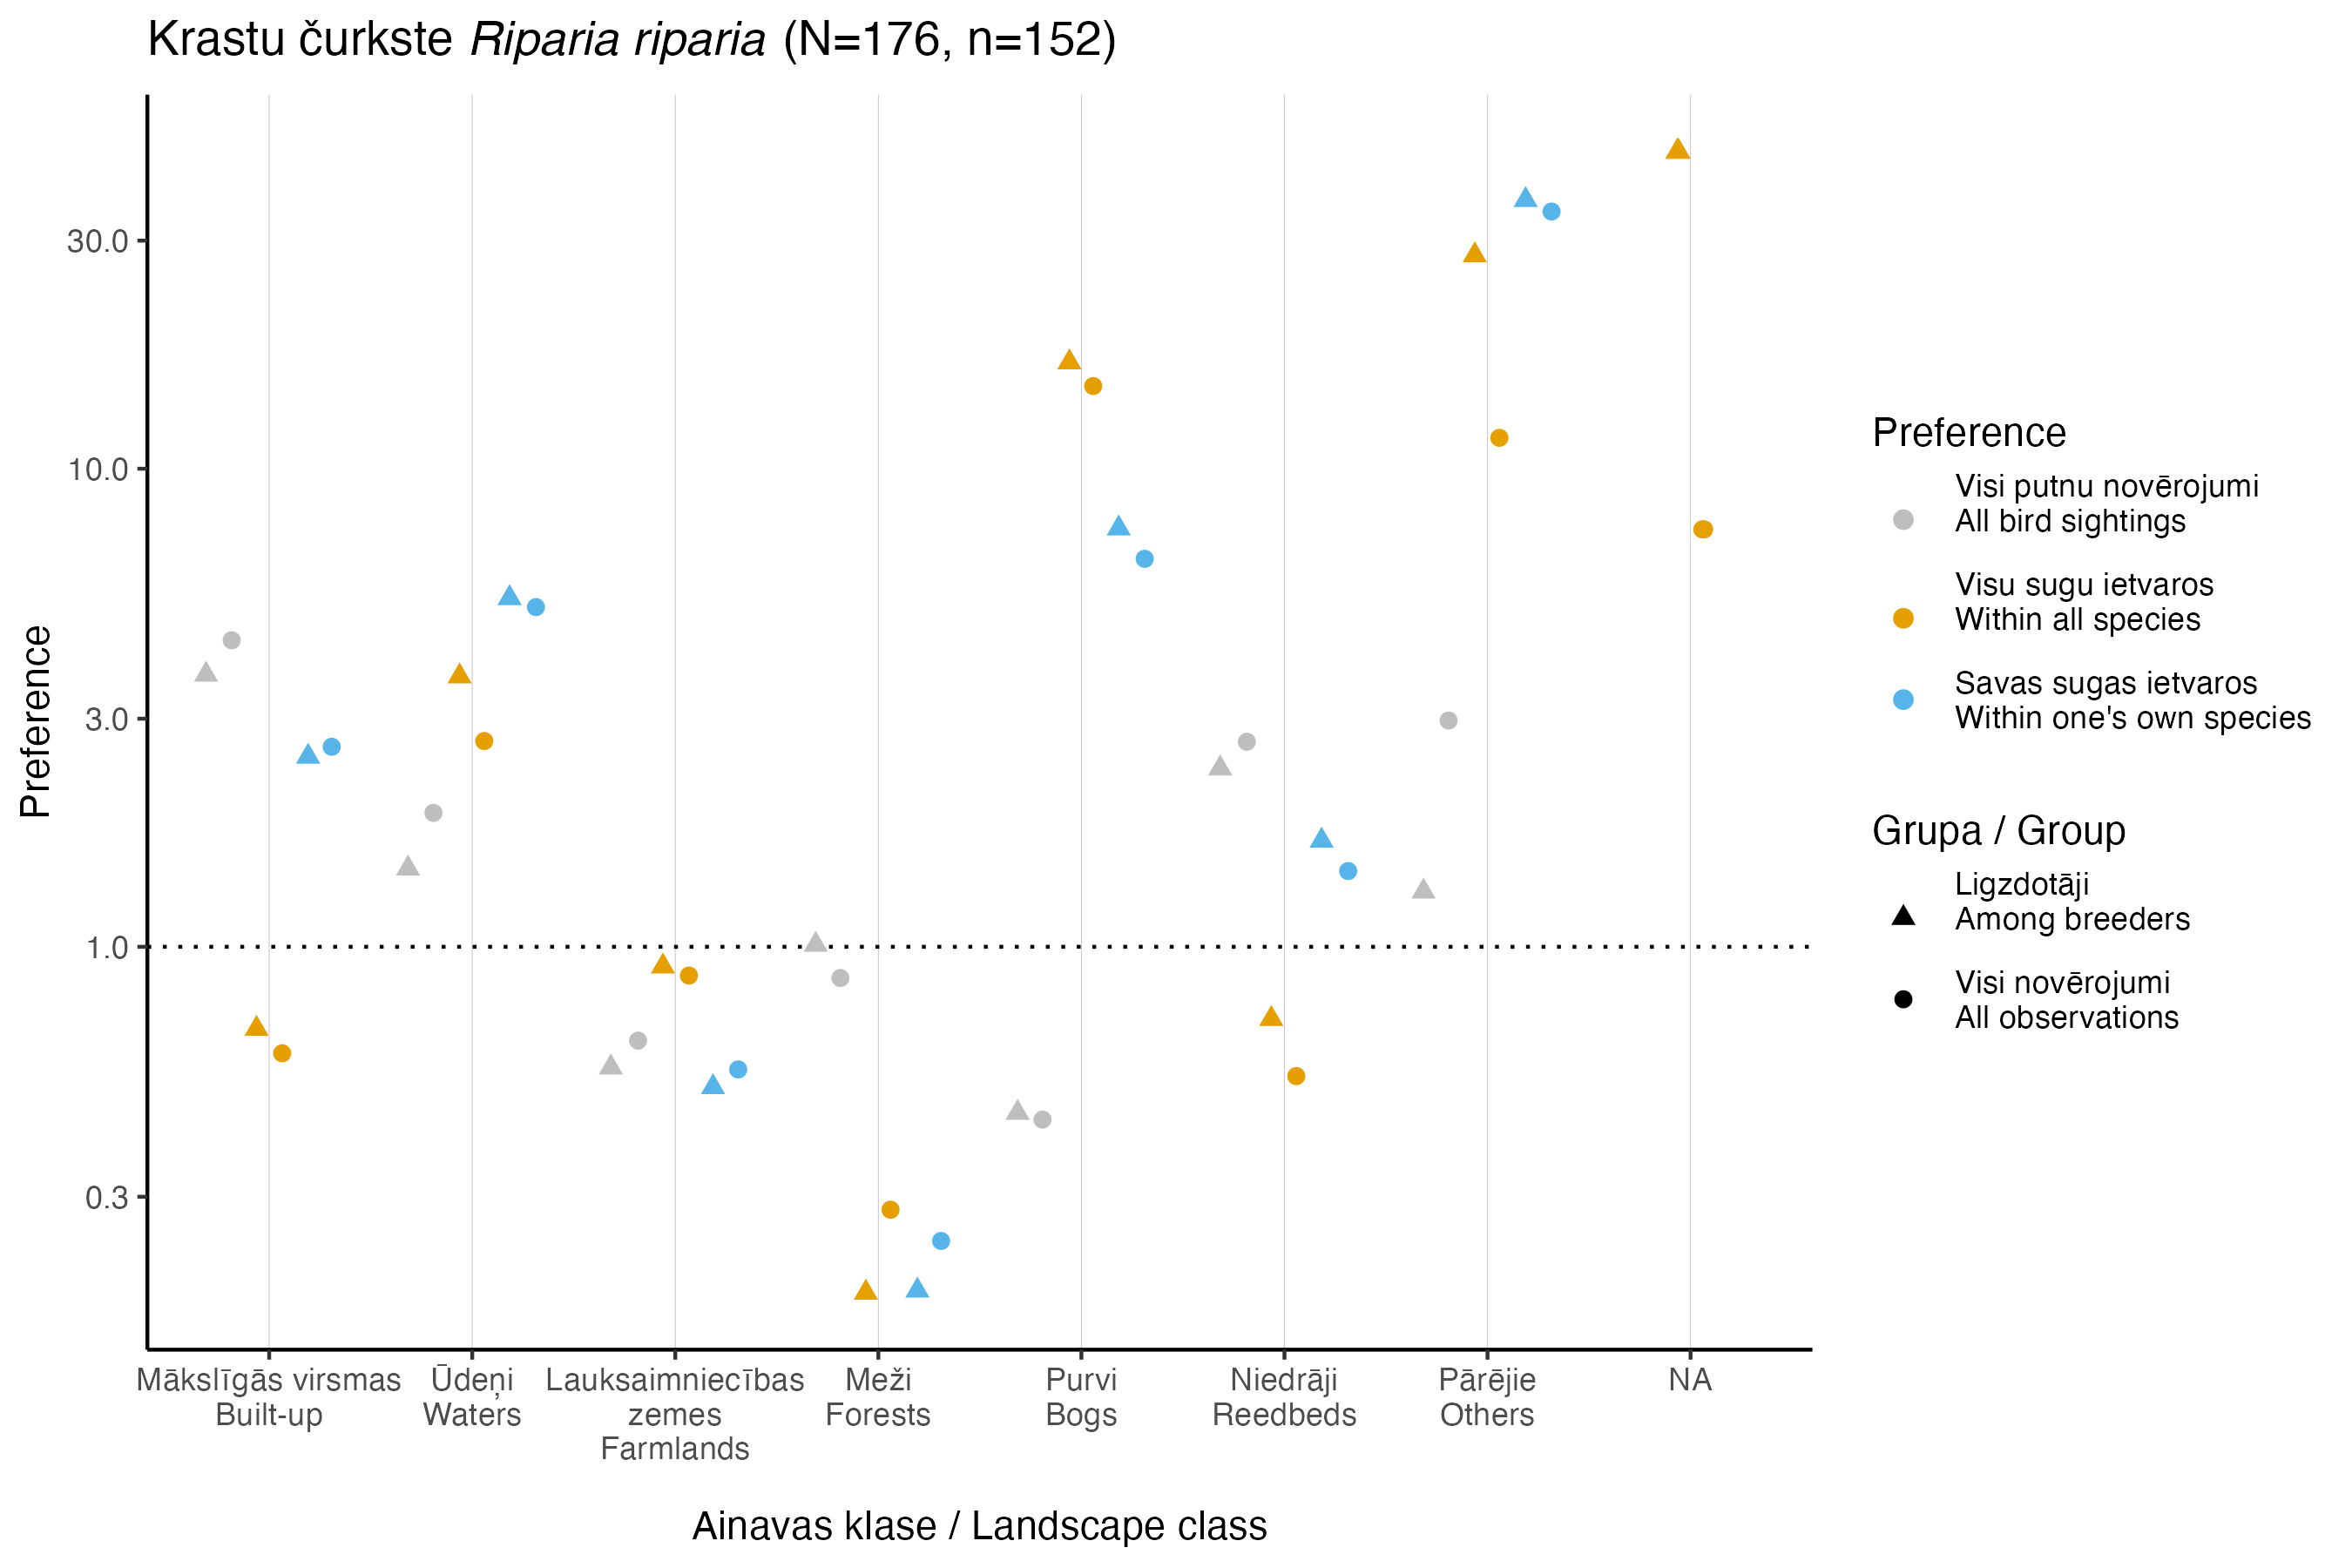 Krastu čurkste Riparia riparia (N=176, n=152)
Preference
30.0
10.0
3.0
1.0
0.3
Mākslīgās virsmas
Built-up
Ūdeņi
Waters
Lauksaimniecības
zemes
Farmlands
Meži
Forests
Purvi
Bogs
Niedrāji
Reedbeds
Pārējie
Others
NA
Ainavas klase / Landscape class
Preference
Visi putnu novērojumi
All bird sightings
Visu sugu ietvaros
Within all species
Savas sugas ietvaros
Within one's own species
Grupa / Group
Ligzdotāji
Among breeders
Visi novērojumi
All observations